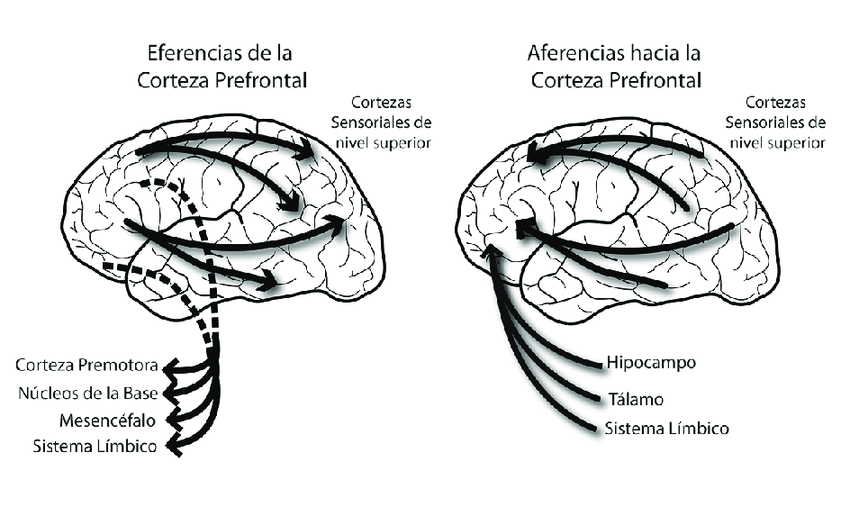 Eferencias de la
Corteza Prefrontal
Cortezas
Sensoriales de
nivel superior
Corteza Premotora
Núcleos de la Base
Mesencéfalo
Sistema Límbico
Aferencias hacia la
Corteza Prefrontal
Cortezas
Sensoriales de
nivel superior
Hipocampo
Tálamo
Sistema Límbico